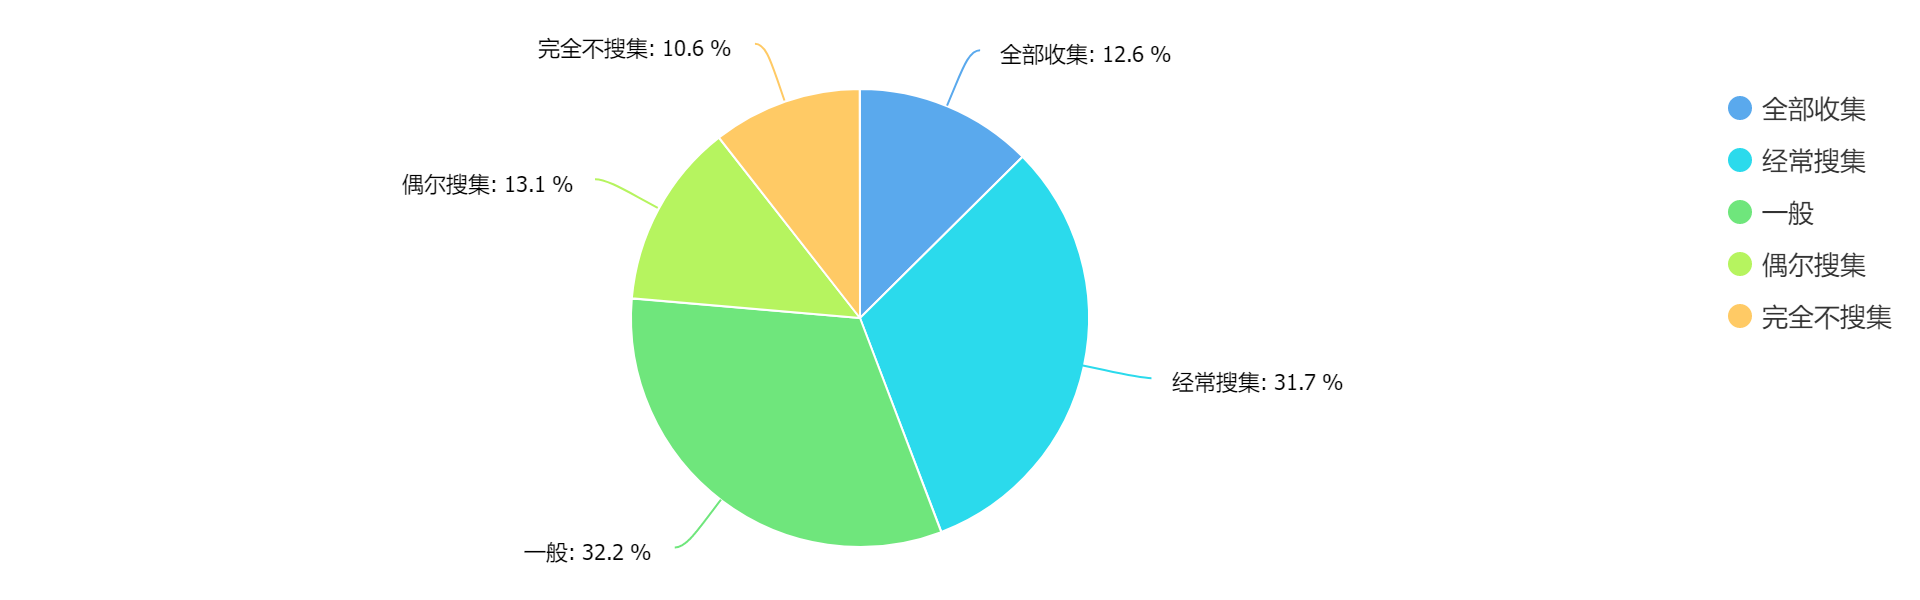 完全不搜集: 10.6 %
全部收集: 12.6 %
偶尔搜集: 13.1 %
经常搜集: 31.7 %
一般: 32.2 %
全部收集
经常搜集
一般
偶尔搜集
完全不搜集